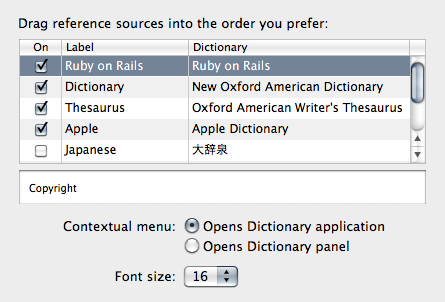 Drag reference sources into the order you prefer:
On Label Dictionary
Ruby on Rails Ruby on Rails
Dictionary New Oxford American Dictionary
Thesaurus Oxford American Writer's Thesaurus
Apple Apple Dictionary
Japanese 大辞泉
Copyright
Contextual menu: Opens Dictionary application
Opens Dictionary panel
Font size: 16